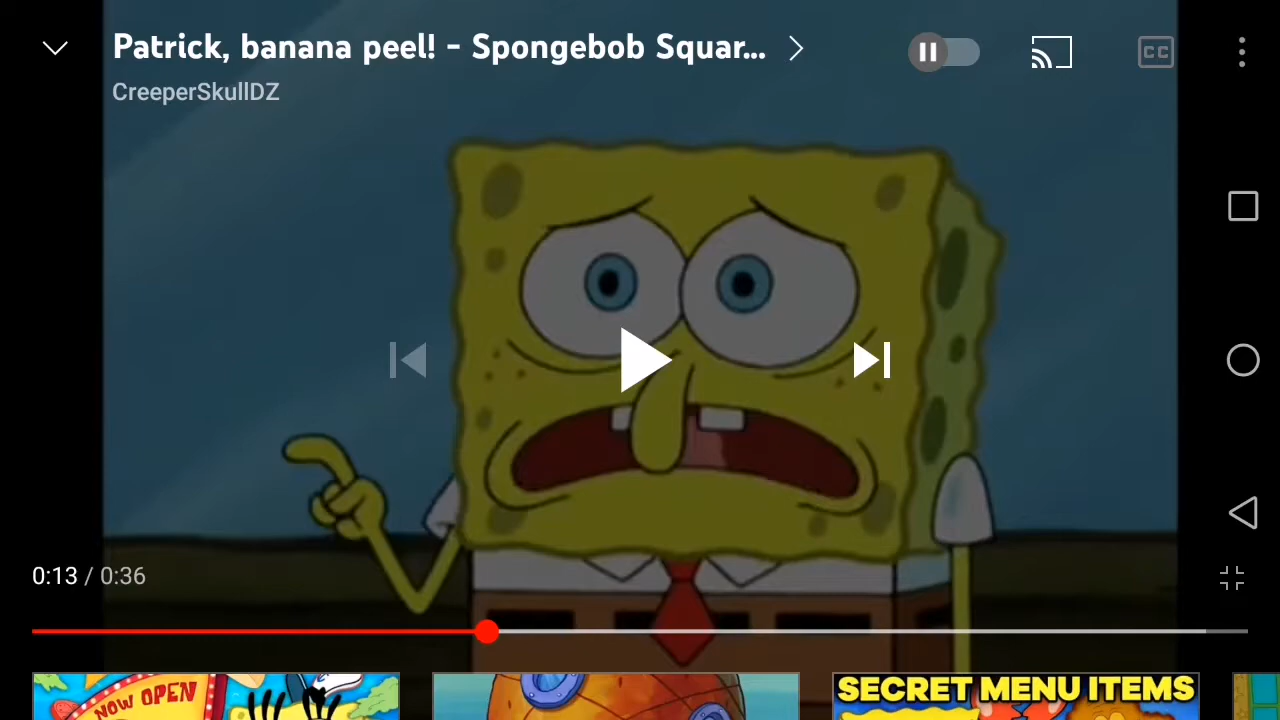 Patrick, banana peel! - Spongebob Squar...
CreeperSkullDZ
CC
0:13 / 0:36
NOW OPEN
SECRET MENU ITEMS